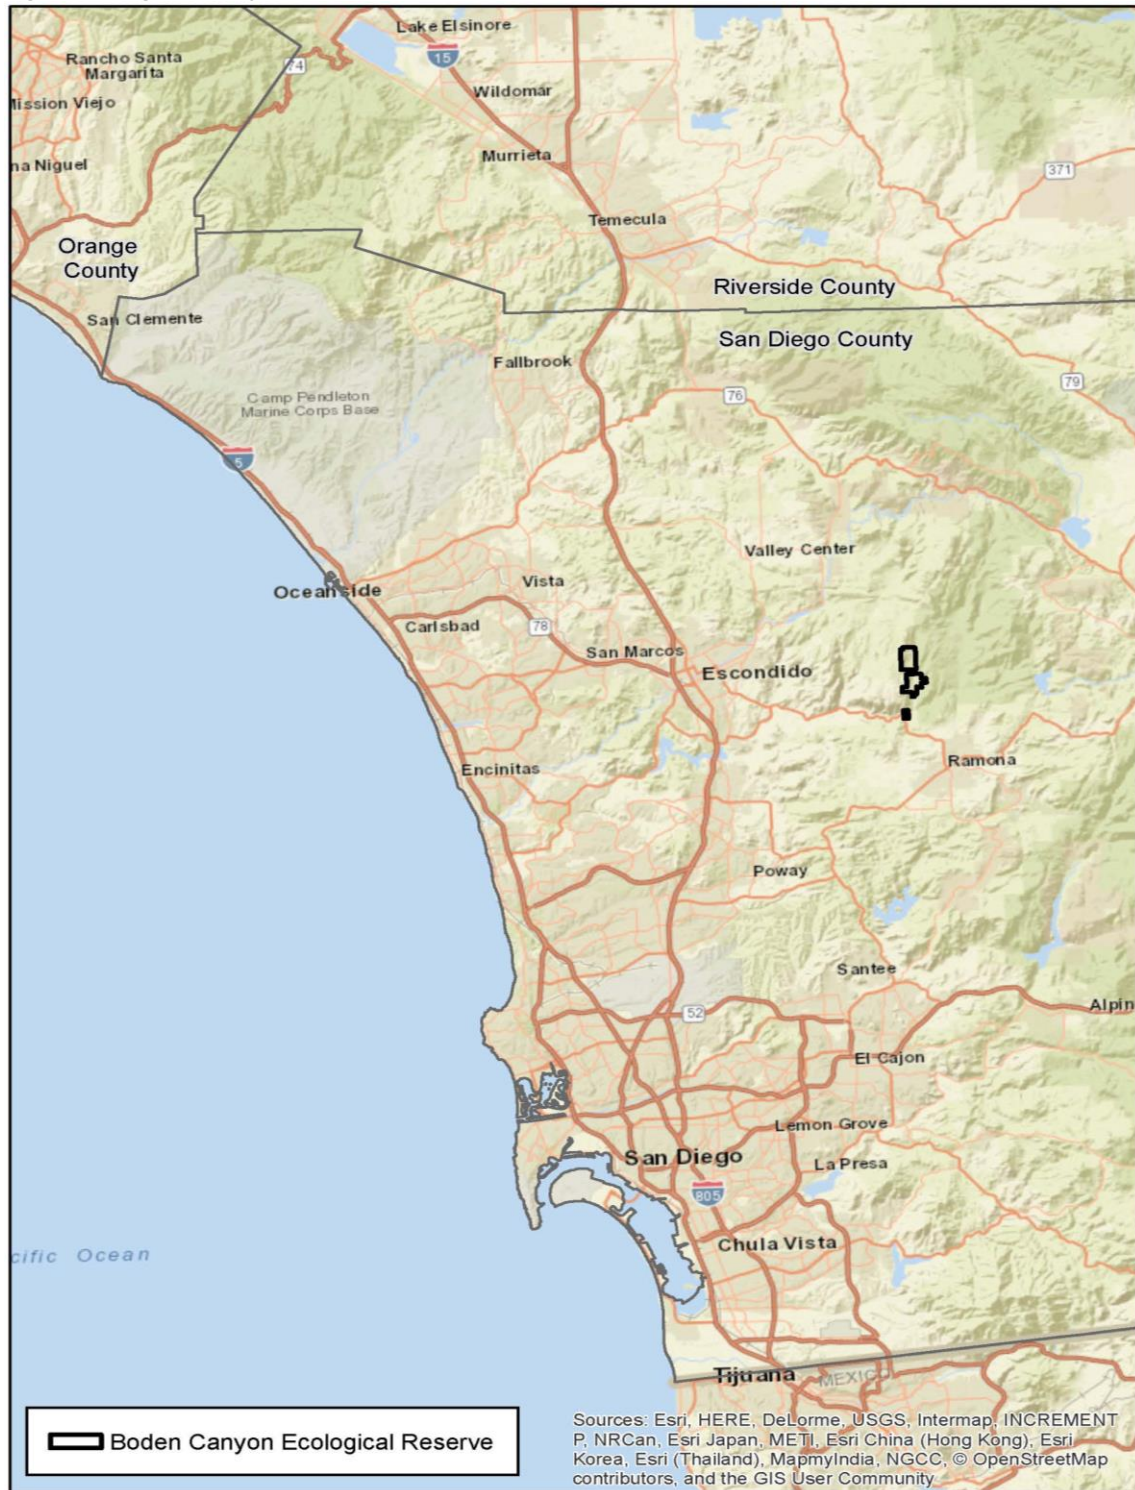 Lake Elsinore
15
Rancho Santa
Margarita
74
Wildomar
Mission Viejo
Murrieta
na Niguel
371
Temecula
Orange
County
Riverside County
San Clemente
San Diego County
Fallbrook
79
76
Camp Pendleton
Marine Corps Base
5
Valley Center
Vista
Oceanside
Carlsbad
78
San Marcos
Escondido
Encinitas
Ramona
Poway
Santee
Alpin
52
El Cajon
Lemon Grove
San Diego
La Presa
805
Chula Vista
cific Ocean
Tijuana
MEXICO
Boden Canyon Ecological Reserve
Sources: Esri, HERE, DeLorme, USGS, Intermap, INCREMENT
P, NRCan, Esri Japan, METI, Esri China (Hong Kong), Esri
Korea, Esri (Thailand), MapmyIndia, NGCC, © OpenStreetMap
contributors, and the GIS User Community